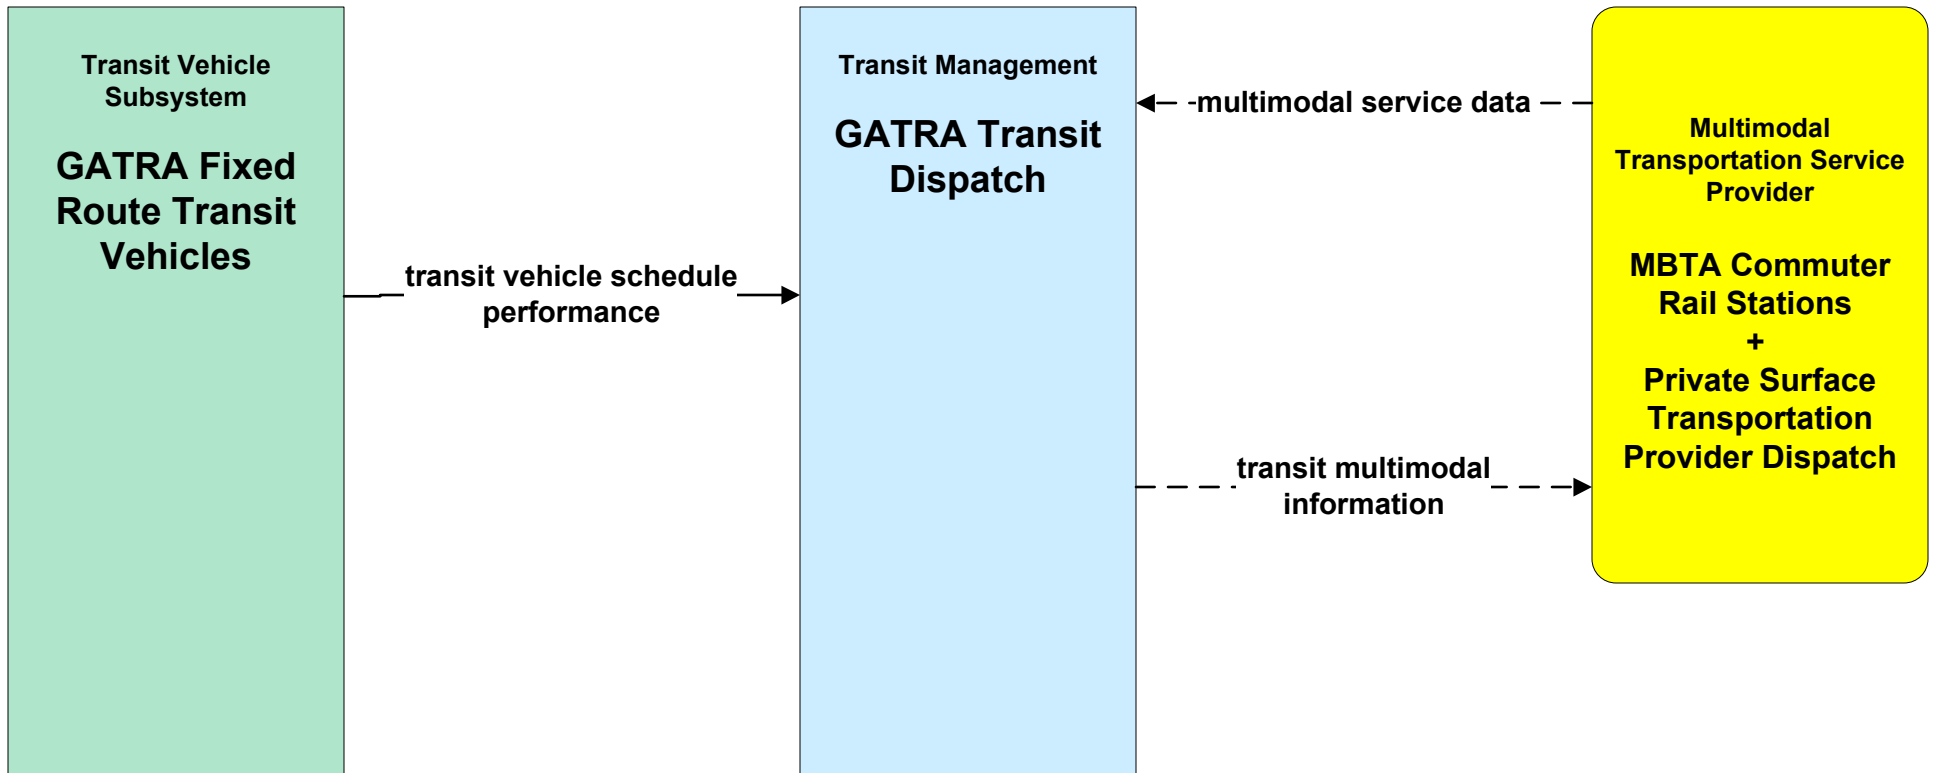 Transit Vehicle
Subsystem
GATRA Fixed
Route Transit
Vehicles
transit vehicle schedule
performance
Transit Management
GATRA Transit
Dispatch
multimodal service data
transit multimodal
information
Multimodal
Transportation Service
Provider
MBTA Commuter
Rail Stations
+
Private Surface
Transportation
Provider Dispatch